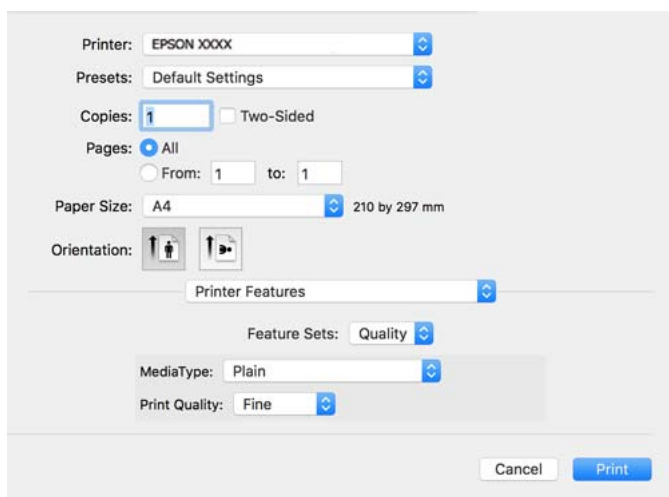 Printer: EPSON XXXX
Presets: Default Settings
Copies: 1 Two-Sided
Pages: All
From: 1 to: 1
Paper Size: A4 210 by 297 mm
Orientation:
Printer Features
Feature Sets: Quality
MediaType: Plain
Print Quality: Fine
Cancel Print